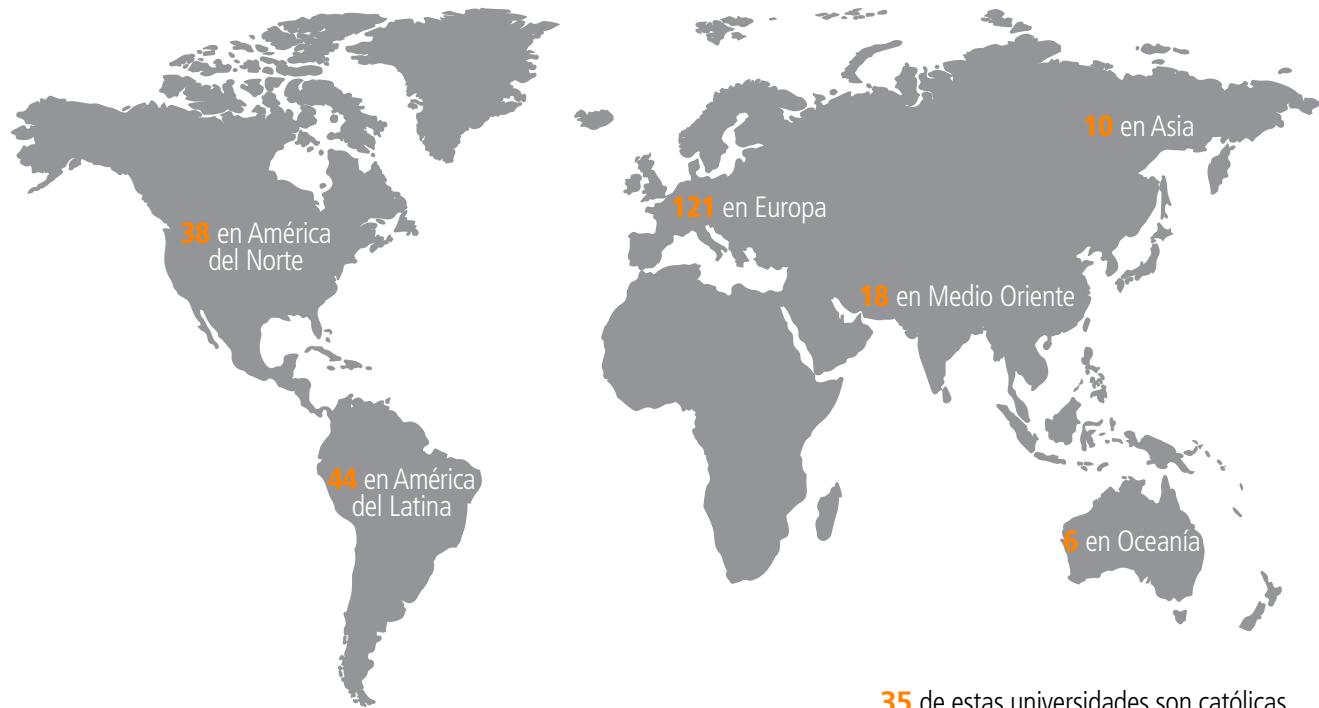 10 en Asia
121 en Europa
38 en América
del Norte
18 en Medio Oriente
44 en América
del Latina
6 en Oceanía
35 de estas universidades son católicas